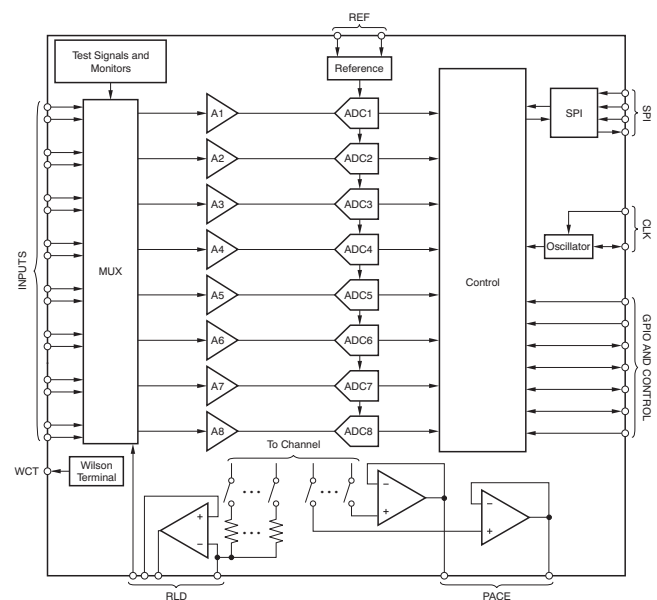 REF
Test Signals and
Monitors
Reference
A1
ADC1
SPI
SPI
A2
ADC2
A3
ADC3
INPUTS
MUX
A4
ADC4
Control
Oscillator
CLK
A5
ADC5
A6
ADC6
GPIO AND CONTROL
A7
ADC7
A8
ADC8
To Channel
WCT
Wilson
Terminal
+
−
−
+
−
+
RLD
PACE